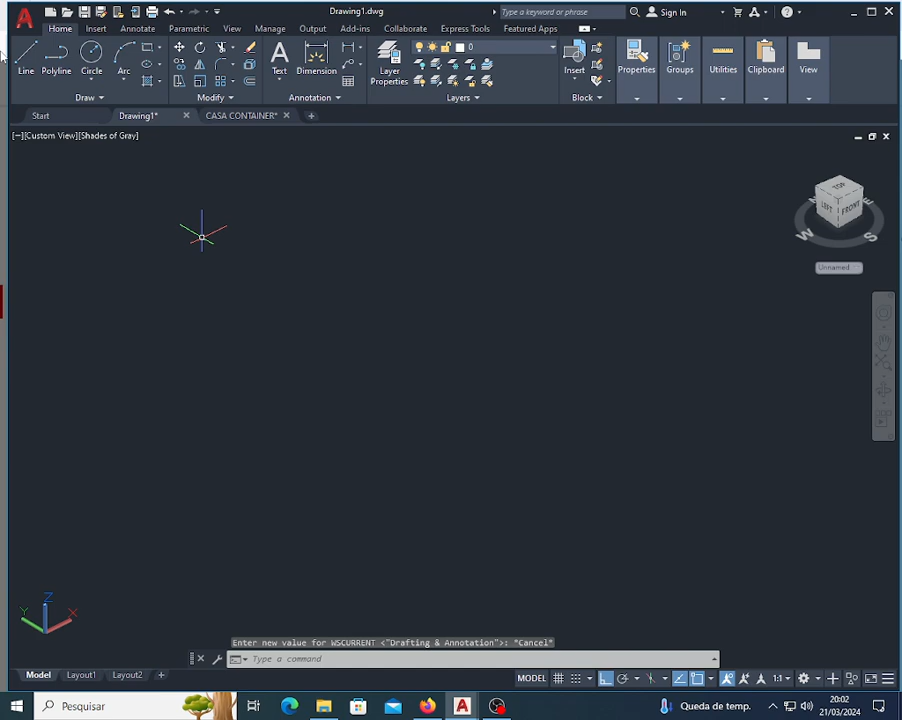 Drawing1.dwg
Type a keyword or phrase
Sign In
Home Insert Annotate Parametric View Manage Output Add-ins Collaborate Express Tools Featured Apps
Line Polyline Circle Arc
Text Dimension
Layer Properties
0
Insert
Properties Groups Utilities Clipboard View
Draw Modify Annotation Layers Block
Start Drawing1* CASA CONTAINER*
[−][Custom View][Shades of Gray]
TOP
LEFT FRONT
E
W S
Unnamed
Z
Y X
Enter new value for WSCURRENT <"Drafting & Annotation">: *Cancel*
Type a command
Model Layout1 Layout2
MODEL 1:1
Pesquisar
Queda de temp.
20:02
21/03/2024